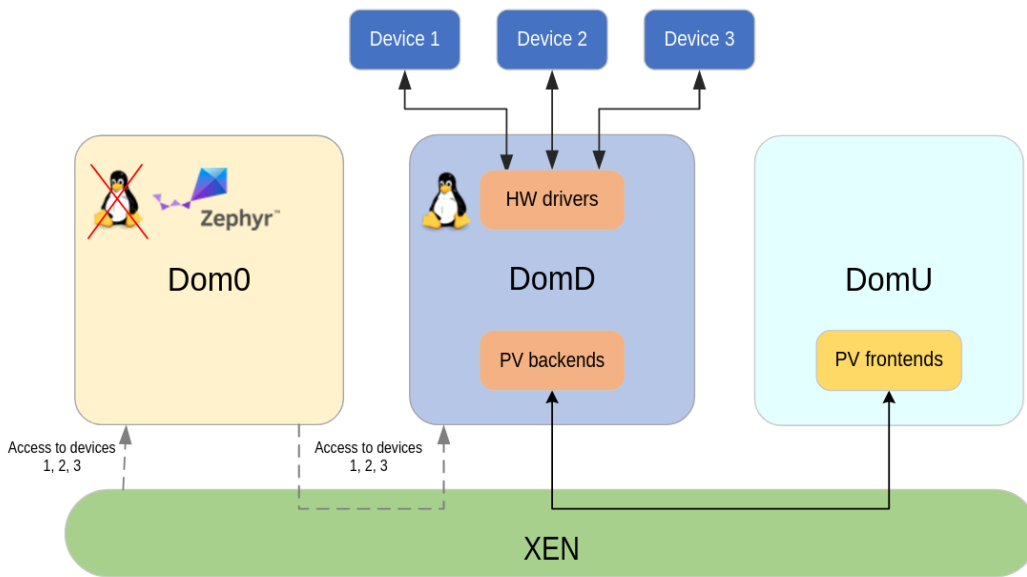 Device 1
Device 2
Device 3
Zephyr™
HW drivers
Dom0
DomD
DomU
PV backends
PV frontends
Access to devices
1, 2, 3
Access to devices
1, 2, 3
XEN